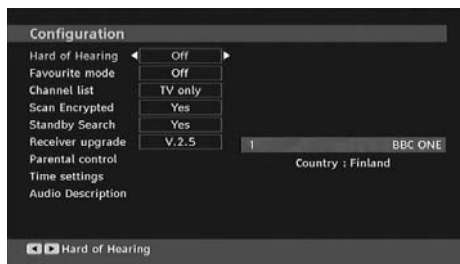 Configuration
Hard of Hearing Off
Favourite mode Off
Channel list TV only
Scan Encrypted Yes
Standby Search Yes
Receiver upgrade V.2.5
Parental control
Time settings
Audio Description
1 BBC ONE
Country : Finland
Hard of Hearing